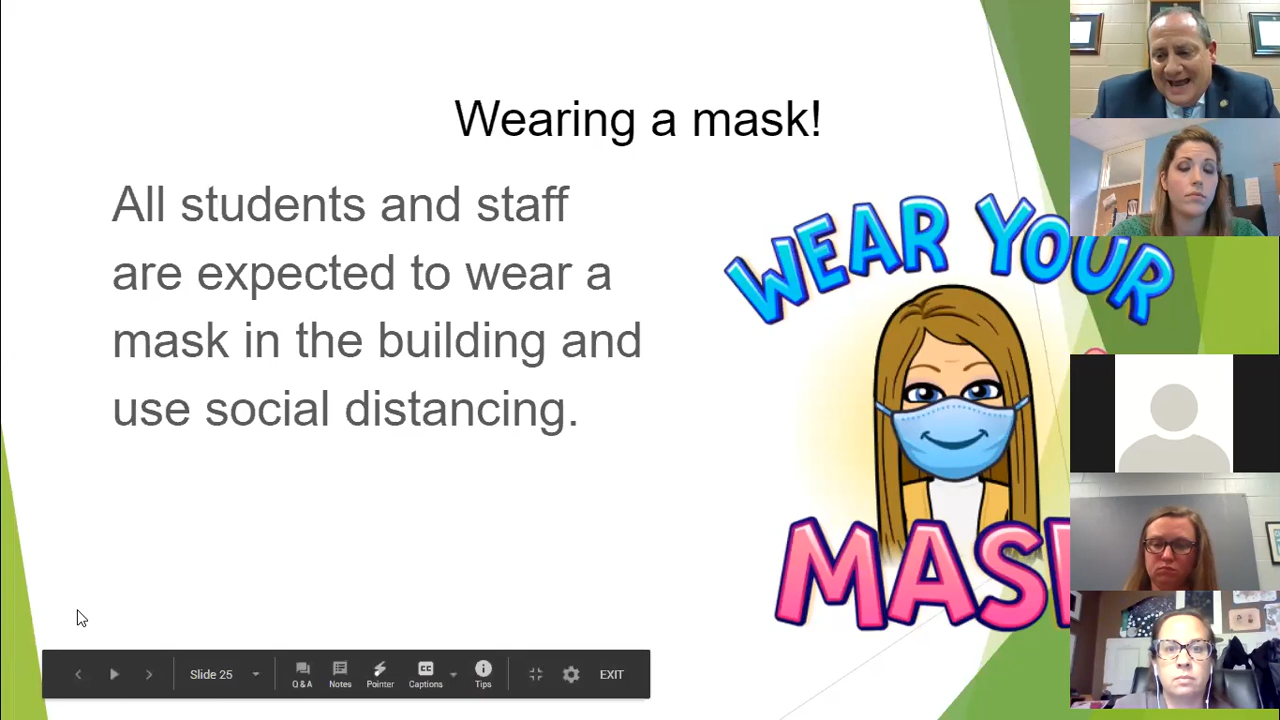 Wearing a mask!
All students and staff
are expected to wear a
mask in the building and
use social distancing.
WEAR YOUR
MASK
Slide 25
Q & A
Notes
Pointer
CC
Captions
Tips
EXIT